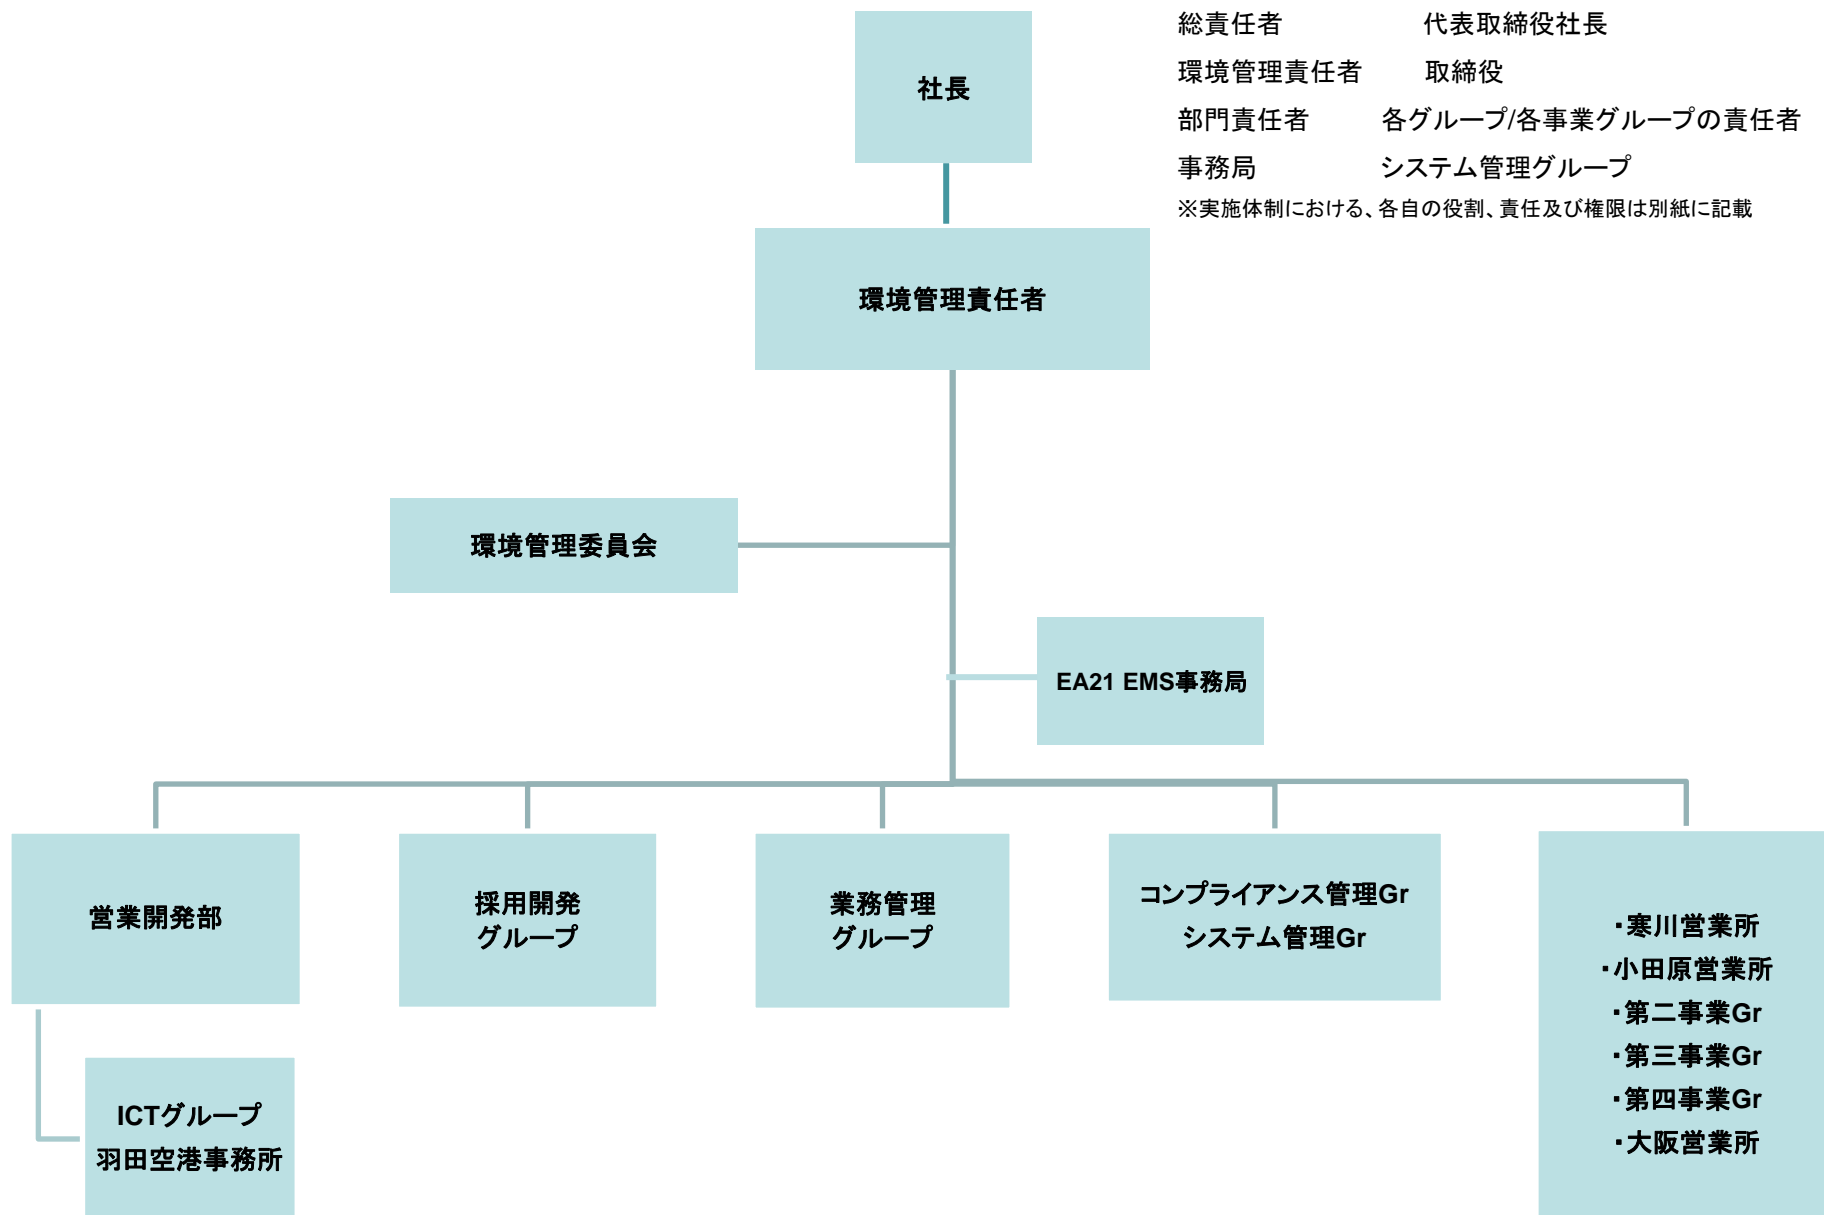 総責任者 代表取締役社長
環境管理責任者 取締役
部門責任者 各グループ/各事業グループの責任者
事務局 システム管理グループ
※実施体制における、各自の役割、責任及び権限は別紙に記載
社長
環境管理責任者
環境管理委員会
EA21 EMS事務局
営業開発部
採用開発
グループ
業務管理
グループ
コンプライアンス管理Gr
システム管理Gr
・寒川営業所
・小田原営業所
・第二事業Gr
・第三事業Gr
・第四事業Gr
・大阪営業所
ICTグループ
羽田空港事務所